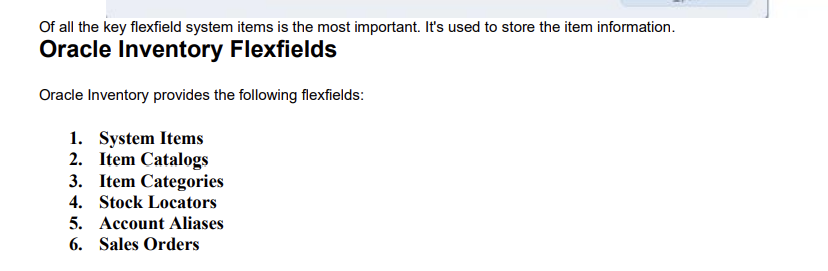 Of all the key flexfield system items is the most important. It's used to store the item information.
Oracle Inventory Flexfields
Oracle Inventory provides the following flexfields:
1. System Items
2. Item Catalogs
3. Item Categories
4. Stock Locators
5. Account Aliases
6. Sales Orders